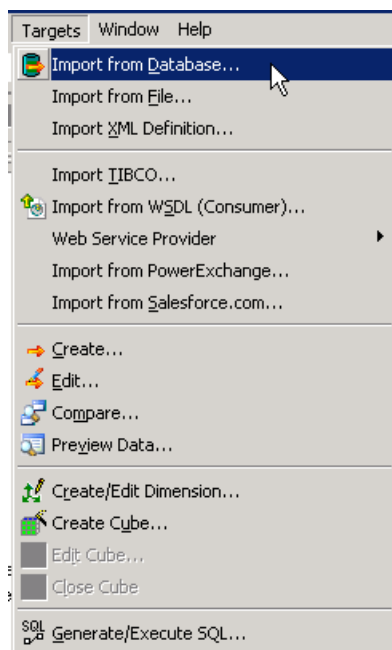 Targets Window Help
Import from Database...
Import from File...
Import XML Definition...
Import TIBCO...
Import from WSDL (Consumer)...
Web Service Provider
Import from PowerExchange...
Import from Salesforce.com...
Create...
Edit...
Compare...
Preview Data...
Create/Edit Dimension...
Create Cube...
Edit Cube...
Close Cube
SQL Generate/Execute SQL...